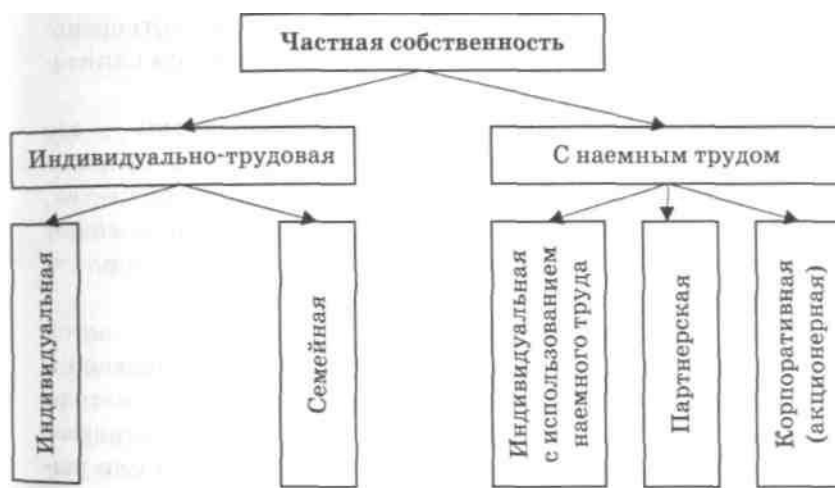 Частная собственность
Индивидуально-трудовая
С наемным трудом
Индивидуальная
Семейная
Индивидуальная
с использованием
наемного труда
Партнерская
Корпоративная
(акционерная)